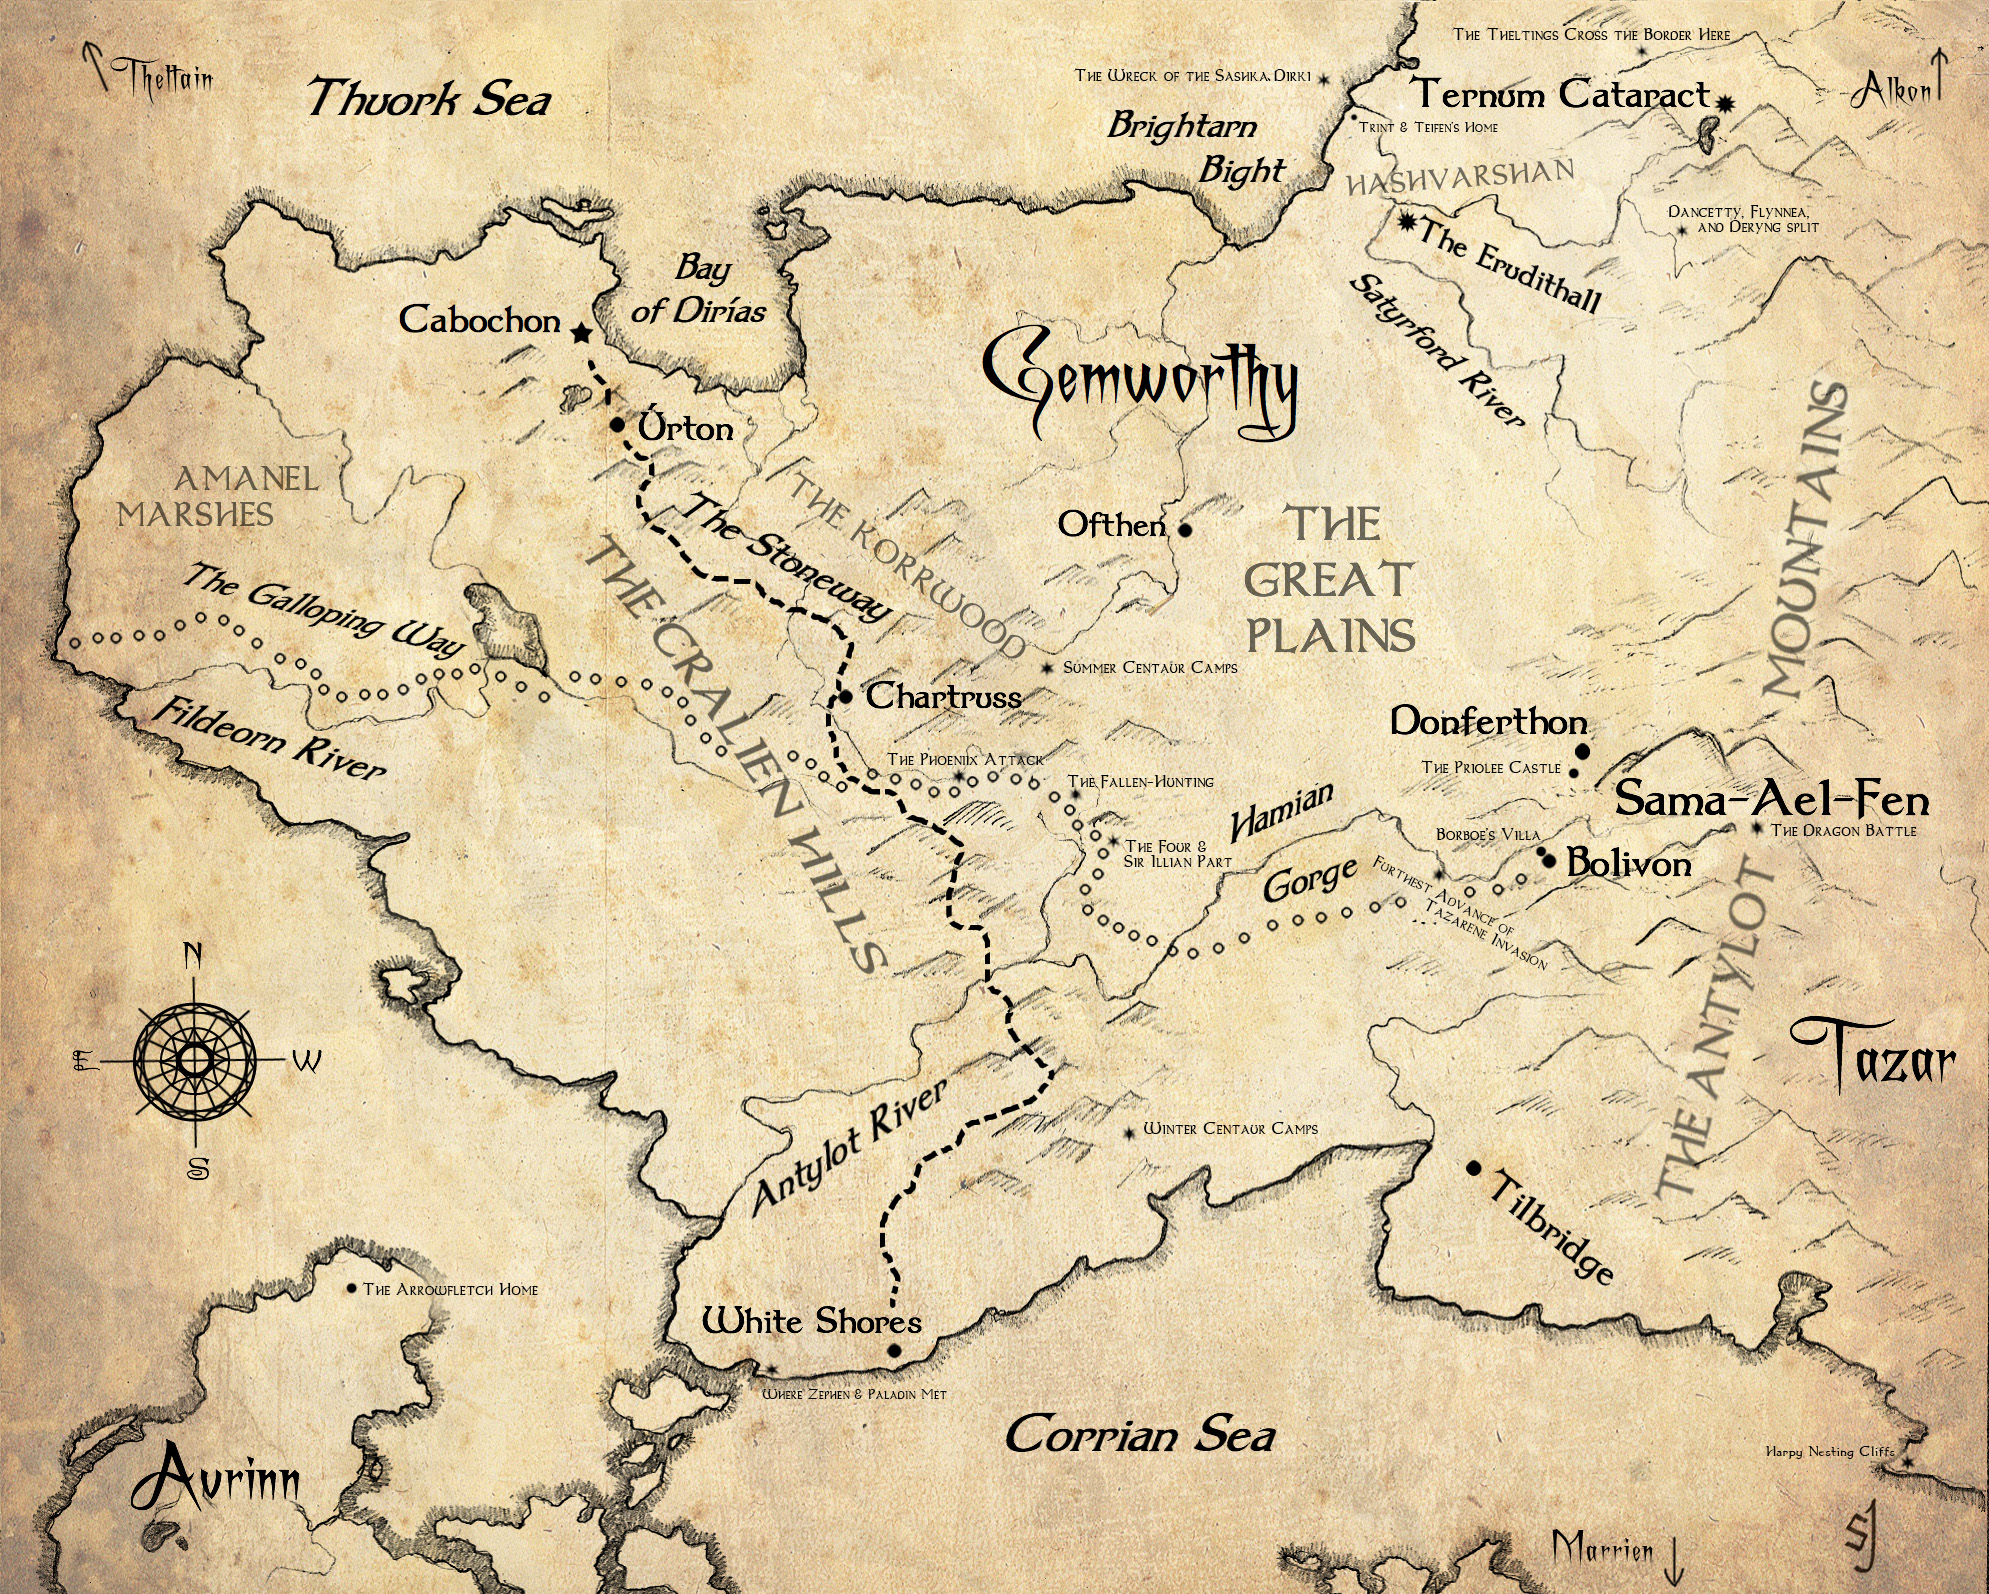 Theltain
Thuork Sea
The Theltings Cross the Border Here
The Wreck of the Sashka Dirki
Ternum Cataract
Alkon
Brightarn
Bight
Trint & Teifen's Home
HASHVARSHAN
Dancetty, Flynnea,
and Deryng split
The Erudithall
Bay
of Dirías
Cabochon
Satyrford River
Gemworthy
Úrton
AMANEL
MARSHES
THE KORRWOOD
The Stoneway
Ofthen
THE
GREAT
PLAINS
MOUNTAINS
The Galloping Way
THE CRALIEN HILLS
Summer Centaur Camps
Chartruss
Fildeorn River
Donferthon
The Phoenix Attack
The Priolee Castle
The Fallen-Hunting
Sama-Ael-Fen
Hamian
Gorge
Borboe's Villa
The Dragon Battle
The Four &
Sir Illian Part
Bolivon
Furthest Advance of
Tazarene Invasion
THE ANTYLOT
N
E
W
S
Tazar
Antylot River
Winter Centaur Camps
Tilbridge
The Arrowfletch Home
White Shores
Where Zephen & Paladin Met
Corrian Sea
Harpy Nesting Cliffs
Aurinn
Marrien
SJ